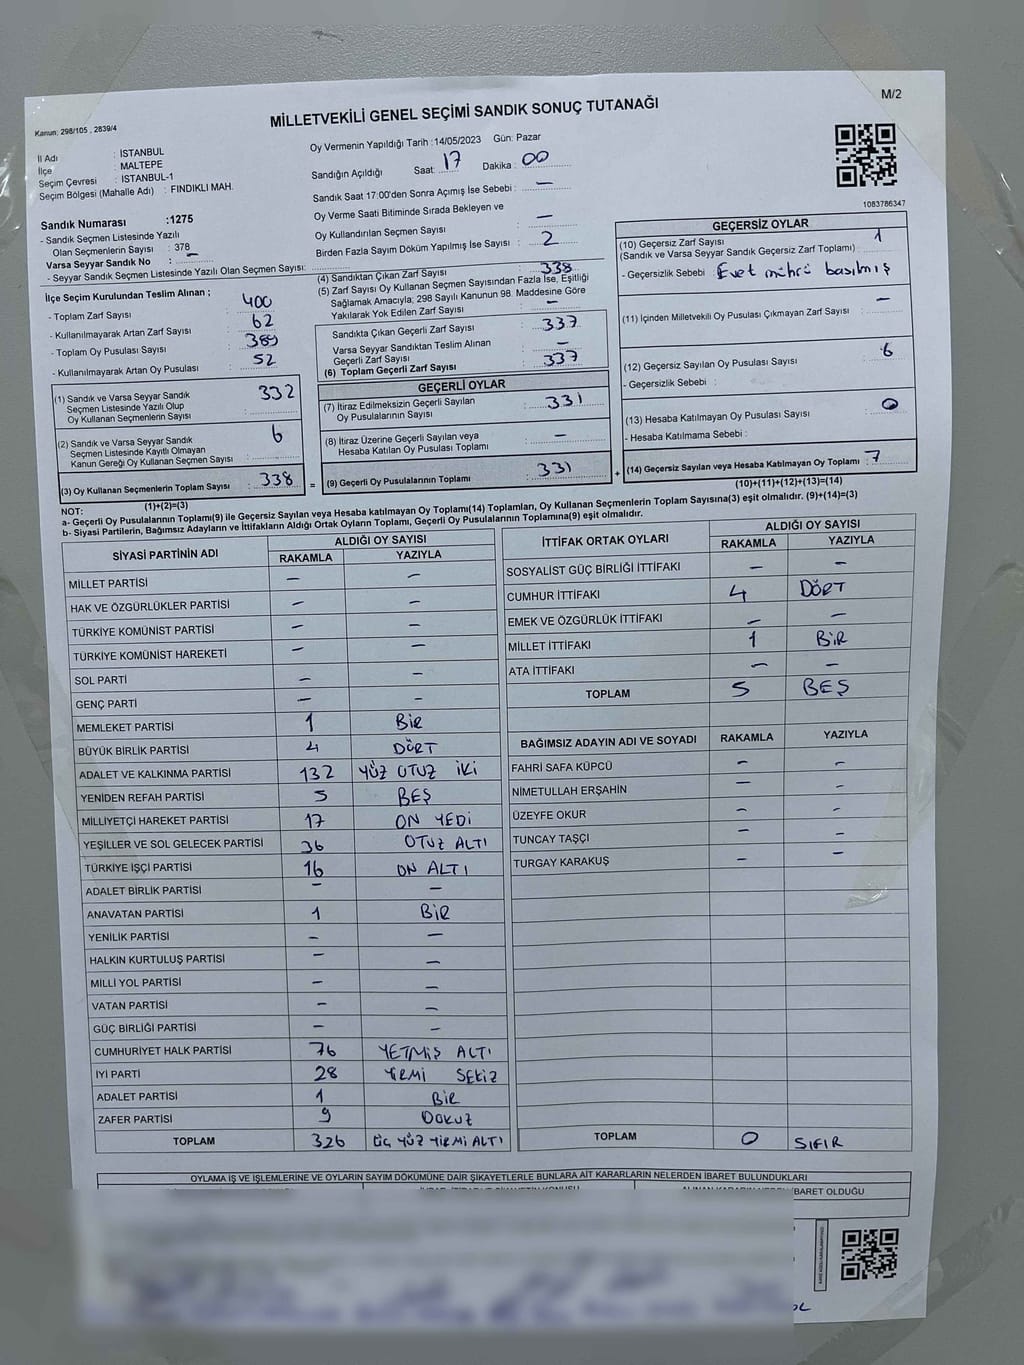 M/2
MİLLETVEKİLİ GENEL SEÇİMİ SANDIK SONUÇ TUTANAĞI
Kanun; 298/105 , 2839/4
İl Adı : İSTANBUL
İlçe : MALTEPE
Seçim Çevresi : İSTANBUL-1
Seçim Bölgesi (Mahalle Adı) : FINDIKLI MAH.
Oy Vermenin Yapıldığı Tarih :14/05/2023 Gün: Pazar
Sandığın Açıldığı Saat: 17 Dakika : 00
Sandık Saat 17:00'den Sonra Açımış İse Sebebi : —
Oy Verme Saati Bitiminde Sırada Bekleyen ve
Oy Kullandırılan Seçmen Sayısı : —
Birden Fazla Sayım Döküm Yapılmış İse Sayısı : 2
1083786347
Sandık Numarası :1275
- Sandık Seçmen Listesinde Yazılı
Olan Seçmenlerin Sayısı : 378
Varsa Seyyar Sandık No : —
- Seyyar Sandık Seçmen Listesinde Yazılı Olan Seçmen Sayısı:
İlçe Seçim Kurulundan Teslim Alınan ;
- Toplam Zarf Sayısı : 400
- Kullanılmayarak Artan Zarf Sayısı : 62
- Toplam Oy Pusulası Sayısı : 389
- Kullanılmayarak Artan Oy Pusulası : 52
(1) Sandık ve Varsa Seyyar Sandık
Seçmen Listesinde Yazılı Olup
Oy Kullanan Seçmenlerin Sayısı : 332
(2) Sandık ve Varsa Seyyar Sandık
Seçmen Listesinde Kayıtlı Olmayan
Kanun Gereği Oy Kullanan Seçmen Sayısı : 6
(3) Oy Kullanan Seçmenlerin Toplam Sayısı : 338
(1)+(2)=(3)
(4) Sandıktan Çıkan Zarf Sayısı : 338
(5) Zarf Sayısı Oy Kullanan Seçmen Sayısından Fazla İse, Eşitliği
Sağlamak Amacıyla; 298 Sayılı Kanunun 98. Maddesine Göre
Yakılarak Yok Edilen Zarf Sayısı : —
Sandıkta Çıkan Geçerli Zarf Sayısı : 337
Varsa Seyyar Sandıktan Teslim Alınan
Geçerli Zarf Sayısı : —
(6) Toplam Geçerli Zarf Sayısı : 337
GEÇERLİ OYLAR
(7) İtiraz Edilmeksizin Geçerli Sayılan
Oy Pusulalarının Sayısı : 331
(8) İtiraz Üzerine Geçerli Sayılan veya
Hesaba Katılan Oy Pusulası Toplamı : —
= (9) Geçerli Oy Pusulalarının Toplamı : 331 +
GEÇERSİZ OYLAR
(10) Geçersiz Zarf Sayısı 1
(Sandık ve Varsa Seyyar Sandık Geçersiz Zarf Toplamı) :
- Geçersizlik Sebebi : Evet mührü basılmış
(11) İçinden Milletvekili Oy Pusulası Çıkmayan Zarf Sayısı : —
(12) Geçersiz Sayılan Oy Pusulası Sayısı : 6
- Geçersizlik Sebebi :
(13) Hesaba Katılmayan Oy Pusulası Sayısı : 0
- Hesaba Katılmama Sebebi :
(14) Geçersiz Sayılan veya Hesaba Katılmayan Oy Toplamı : 7
(10)+(11)+(12)+(13)=(14)
NOT:
a- Geçerli Oy Pusulalarının Toplamı(9) ile Geçersiz Sayılan veya Hesaba katılmayan Oy Toplamı(14) Toplamları, Oy Kullanan Seçmenlerin Toplam Sayısına(3) eşit olmalıdır. (9)+(14)=(3)
b- Siyasi Partilerin, Bağımsız Adayların ve İttifakların Aldığı Ortak Oyların Toplamı, Geçerli Oy Pusulalarının Toplamına(9) eşit olmalıdır.
SİYASİ PARTİNİN ADI ALDIĞI OY SAYISI
RAKAMLA YAZIYLA
MİLLET PARTİSİ — —
HAK VE ÖZGÜRLÜKLER PARTİSİ — —
TÜRKİYE KOMÜNİST PARTİSİ — —
TÜRKİYE KOMÜNİST HAREKETİ — —
SOL PARTİ — —
GENÇ PARTİ — —
MEMLEKET PARTİSİ 1 BİR
BÜYÜK BİRLİK PARTİSİ 4 DÖRT
ADALET VE KALKINMA PARTİSİ 132 YÜZ OTUZ İKİ
YENİDEN REFAH PARTİSİ 5 BEŞ
MİLLİYETÇİ HAREKET PARTİSİ 17 ON YEDİ
YEŞİLLER VE SOL GELECEK PARTİSİ 36 OTUZ ALTI
TÜRKİYE İŞÇİ PARTİSİ 16 ON ALTI
ADALET BİRLİK PARTİSİ — —
ANAVATAN PARTİSİ 1 BİR
YENİLİK PARTİSİ — —
HALKIN KURTULUŞ PARTİSİ — —
MİLLİ YOL PARTİSİ — —
VATAN PARTİSİ — —
GÜÇ BİRLİĞİ PARTİSİ — —
CUMHURİYET HALK PARTİSİ 76 YETMİŞ ALTI
İYİ PARTİ 28 YİRMİ SEKİZ
ADALET PARTİSİ 1 BİR
ZAFER PARTİSİ 9 DOKUZ
TOPLAM 326 ÜÇ YÜZ YİRMİ ALTI
İTTİFAK ORTAK OYLARI ALDIĞI OY SAYISI
RAKAMLA YAZIYLA
SOSYALİST GÜÇ BİRLİĞİ İTTİFAKI — —
CUMHUR İTTİFAKI 4 DÖRT
EMEK VE ÖZGÜRLÜK İTTİFAKI — —
MİLLET İTTİFAKI 1 BİR
ATA İTTİFAKI — —
TOPLAM 5 BEŞ
BAĞIMSIZ ADAYIN ADI VE SOYADI RAKAMLA YAZIYLA
FAHRİ SAFA KÜPCÜ — —
NİMETULLAH ERŞAHİN — —
ÜZEYFE OKUR — —
TUNCAY TAŞÇI — —
TURGAY KARAKUŞ — —
TOPLAM 0 SIFIR
OYLAMA İŞ VE İŞLEMLERİNE VE OYLARIN SAYIM DÖKÜMÜNE DAİR ŞİKAYETLERLE BUNLARA AİT KARARLARIN NELERDEN İBARET BULUNDUKLARI
İBARET OLDUĞU